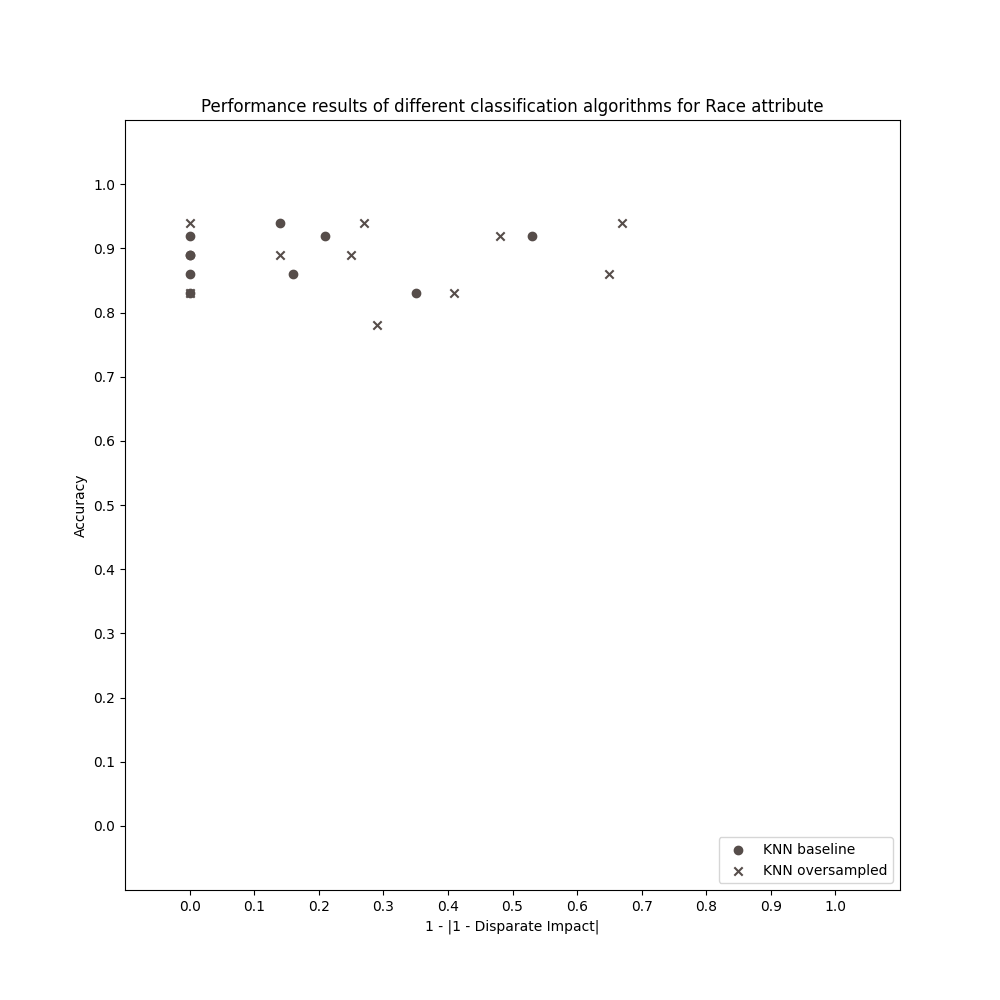 Performance results of different classification algorithms for Race attribute
1.0
0.9
0.8
0.7
0.6
0.5
0.4
0.3
0.2
0.1
0.0
Accuracy
KNN baseline
KNN oversampled
0.0 0.1 0.2 0.3 0.4 0.5 0.6 0.7 0.8 0.9 1.0
1 - |1 - Disparate Impact|